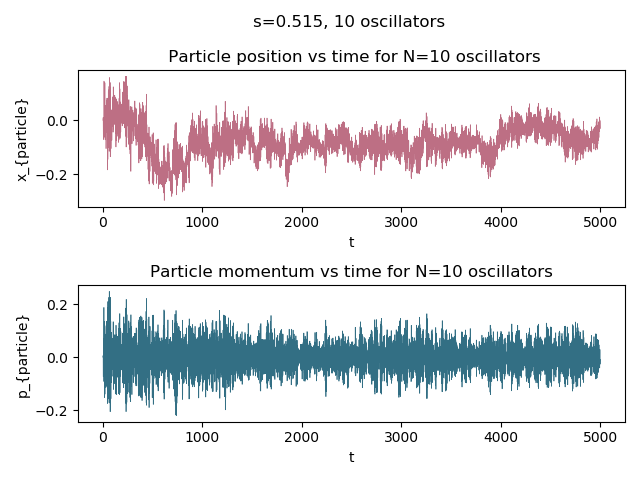 s=0.515, 10 oscillators
Particle position vs time for N=10 oscillators
x_{particle}
0.0
−0.2
0 1000 2000 3000 4000 5000
t
Particle momentum vs time for N=10 oscillators
p_{particle}
0.2
0.0
−0.2
0 1000 2000 3000 4000 5000
t